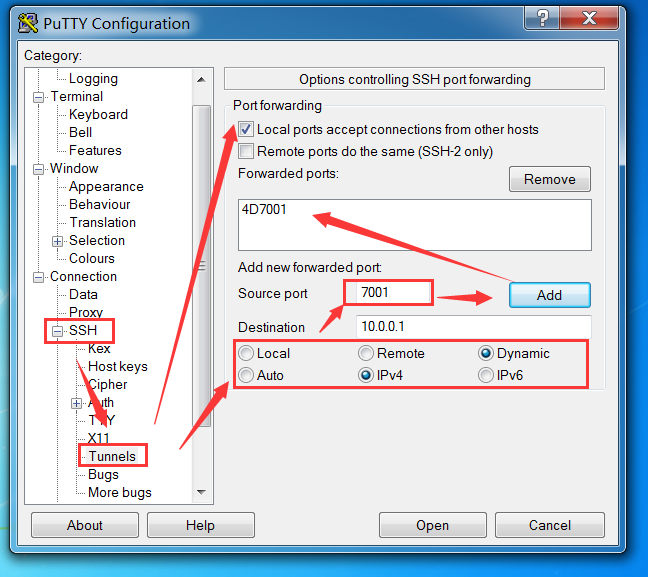 PuTTY Configuration
?
X
Category:
Logging
Terminal
Keyboard
Bell
Features
Window
Appearance
Behaviour
Translation
Selection
Colours
Connection
Data
Proxy
SSH
Kex
Host keys
Cipher
Auth
TTY
X11
Tunnels
Bugs
More bugs
Options controlling SSH port forwarding
Port forwarding
Local ports accept connections from other hosts
Remote ports do the same (SSH-2 only)
Forwarded ports:
Remove
4D7001
Add new forwarded port:
Source port
7001
Add
Destination
10.0.0.1
Local
Remote
Dynamic
Auto
IPv4
IPv6
About
Help
Open
Cancel